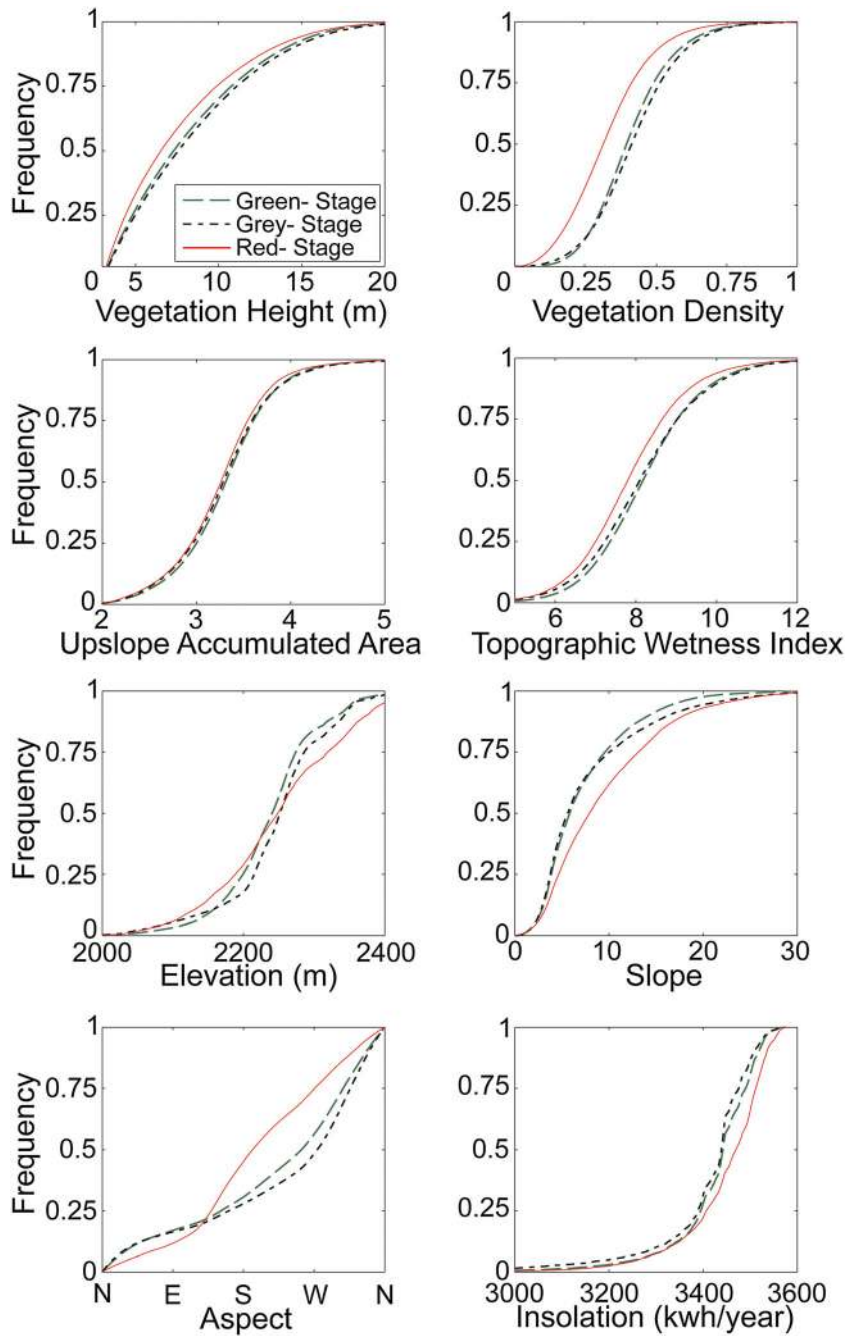 1
0.75
0.5
0.25
0 5 10 15 20
Frequency
Vegetation Height (m)
Green- Stage
Grey- Stage
Red- Stage
1
0.75
0.5
0.25
0
0 0.25 0.5 0.75 1
Vegetation Density
1
0.75
0.5
0.25
0
2 3 4 5
Frequency
Upslope Accumulated Area
1
0.75
0.5
0.25
0
6 8 10 12
Topographic Wetness Index
1
0.75
0.5
0.25
0
2000 2200 2400
Frequency
Elevation (m)
1
0.75
0.5
0.25
0
0 10 20 30
Slope
1
0.75
0.5
0.25
0
N E S W N
Frequency
Aspect
1
0.75
0.5
0.25
0
3000 3200 3400 3600
Insolation (kwh/year)